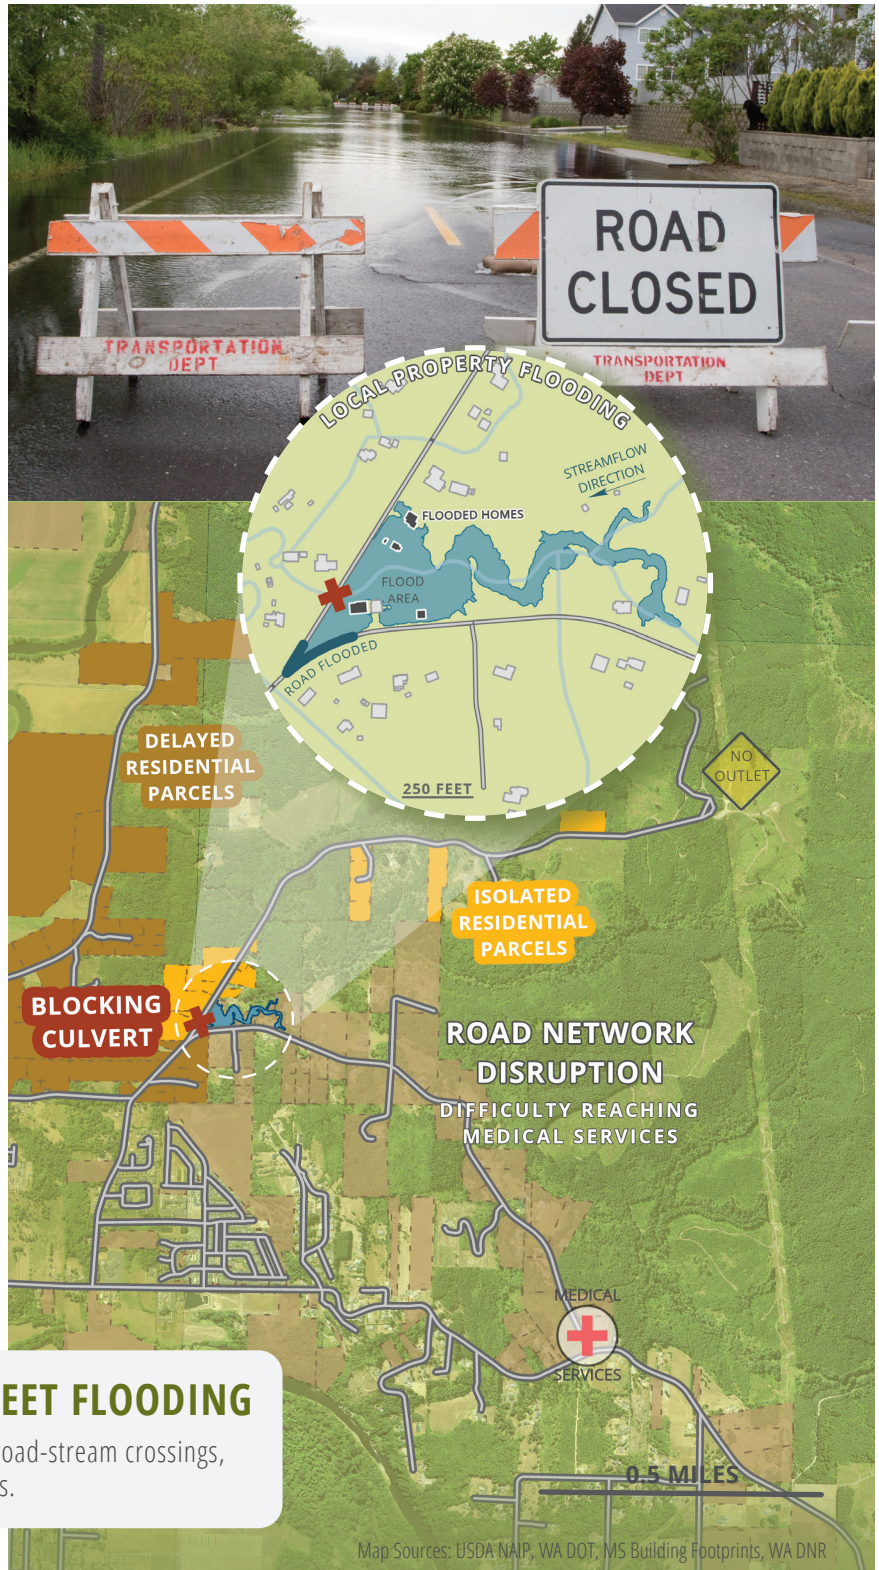 ROAD
CLOSED
TRANSPORTATION
DEPT
TRANSPORTATION
DEPT
LOCAL PROPERTY FLOODING
STREAMFLOW
DIRECTION
FLOODED HOMES
FLOOD
AREA
ROAD FLOODED
250 FEET
DELAYED
RESIDENTIAL
PARCELS
NO
OUTLET
ISOLATED
RESIDENTIAL
PARCELS
BLOCKING
CULVERT
ROAD NETWORK
DISRUPTION
DIFFICULTY REACHING
MEDICAL SERVICES
MEDICAL
SERVICES
EET FLOODING
oad-stream crossings,
s.
0.5 MILES
Map Sources: USDA NAIP, WA DOT, MS Building Footprints, WA DNR